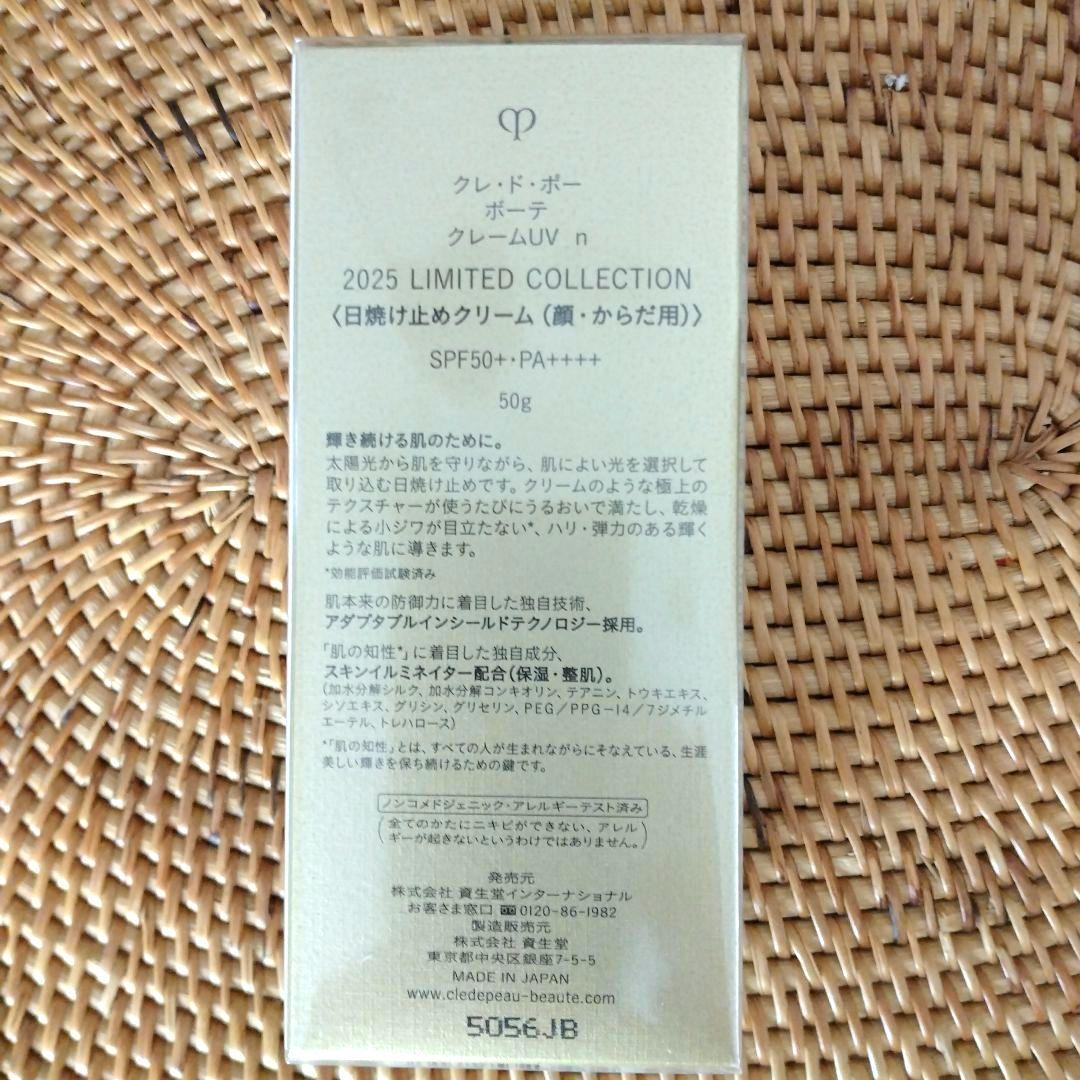 クレ・ド・ポー
ボーテ
クレームUV n
2025 LIMITED COLLECTION
〈日焼け止めクリーム(顔・からだ用)〉
SPF50+・PA++++
50g
輝き続ける肌のために。
太陽光から肌を守りながら、肌によい光を選択して
取り込む日焼け止めです。クリームのような極上の
テクスチャーが使うたびにうるおいで満たし、乾燥
による小ジワが目立たない*、ハリ・弾力のある輝く
ような肌に導きます。
*効能評価試験済み
肌本来の防御力に着目した独自技術、
アダプタブルインシールドテクノロジー採用。
「肌の知性*」に着目した独自成分、
スキンイルミネイター配合(保湿・整肌)。
(加水分解シルク、加水分解コンキオリン、テアニン、トウキエキス、
シソエキス、グリシン、グリセリン、PEG/PPG-14/7ジメチル
エーテル、トレハロース)
*「肌の知性」とは、すべての人が生まれながらにそなえている、生涯
美しい輝きを保ち続けるための鍵です。
ノンコメドジェニック・アレルギーテスト済み
(全てのかたにニキビができない、アレル
ギーが起きないというわけではありません。)
発売元
株式会社 資生堂インターナショナル
お客さま窓口 0120-86-1982
製造販売元
株式会社 資生堂
東京都中央区銀座7-5-5
MADE IN JAPAN
www.cledepeau-beaute.com
5056JB